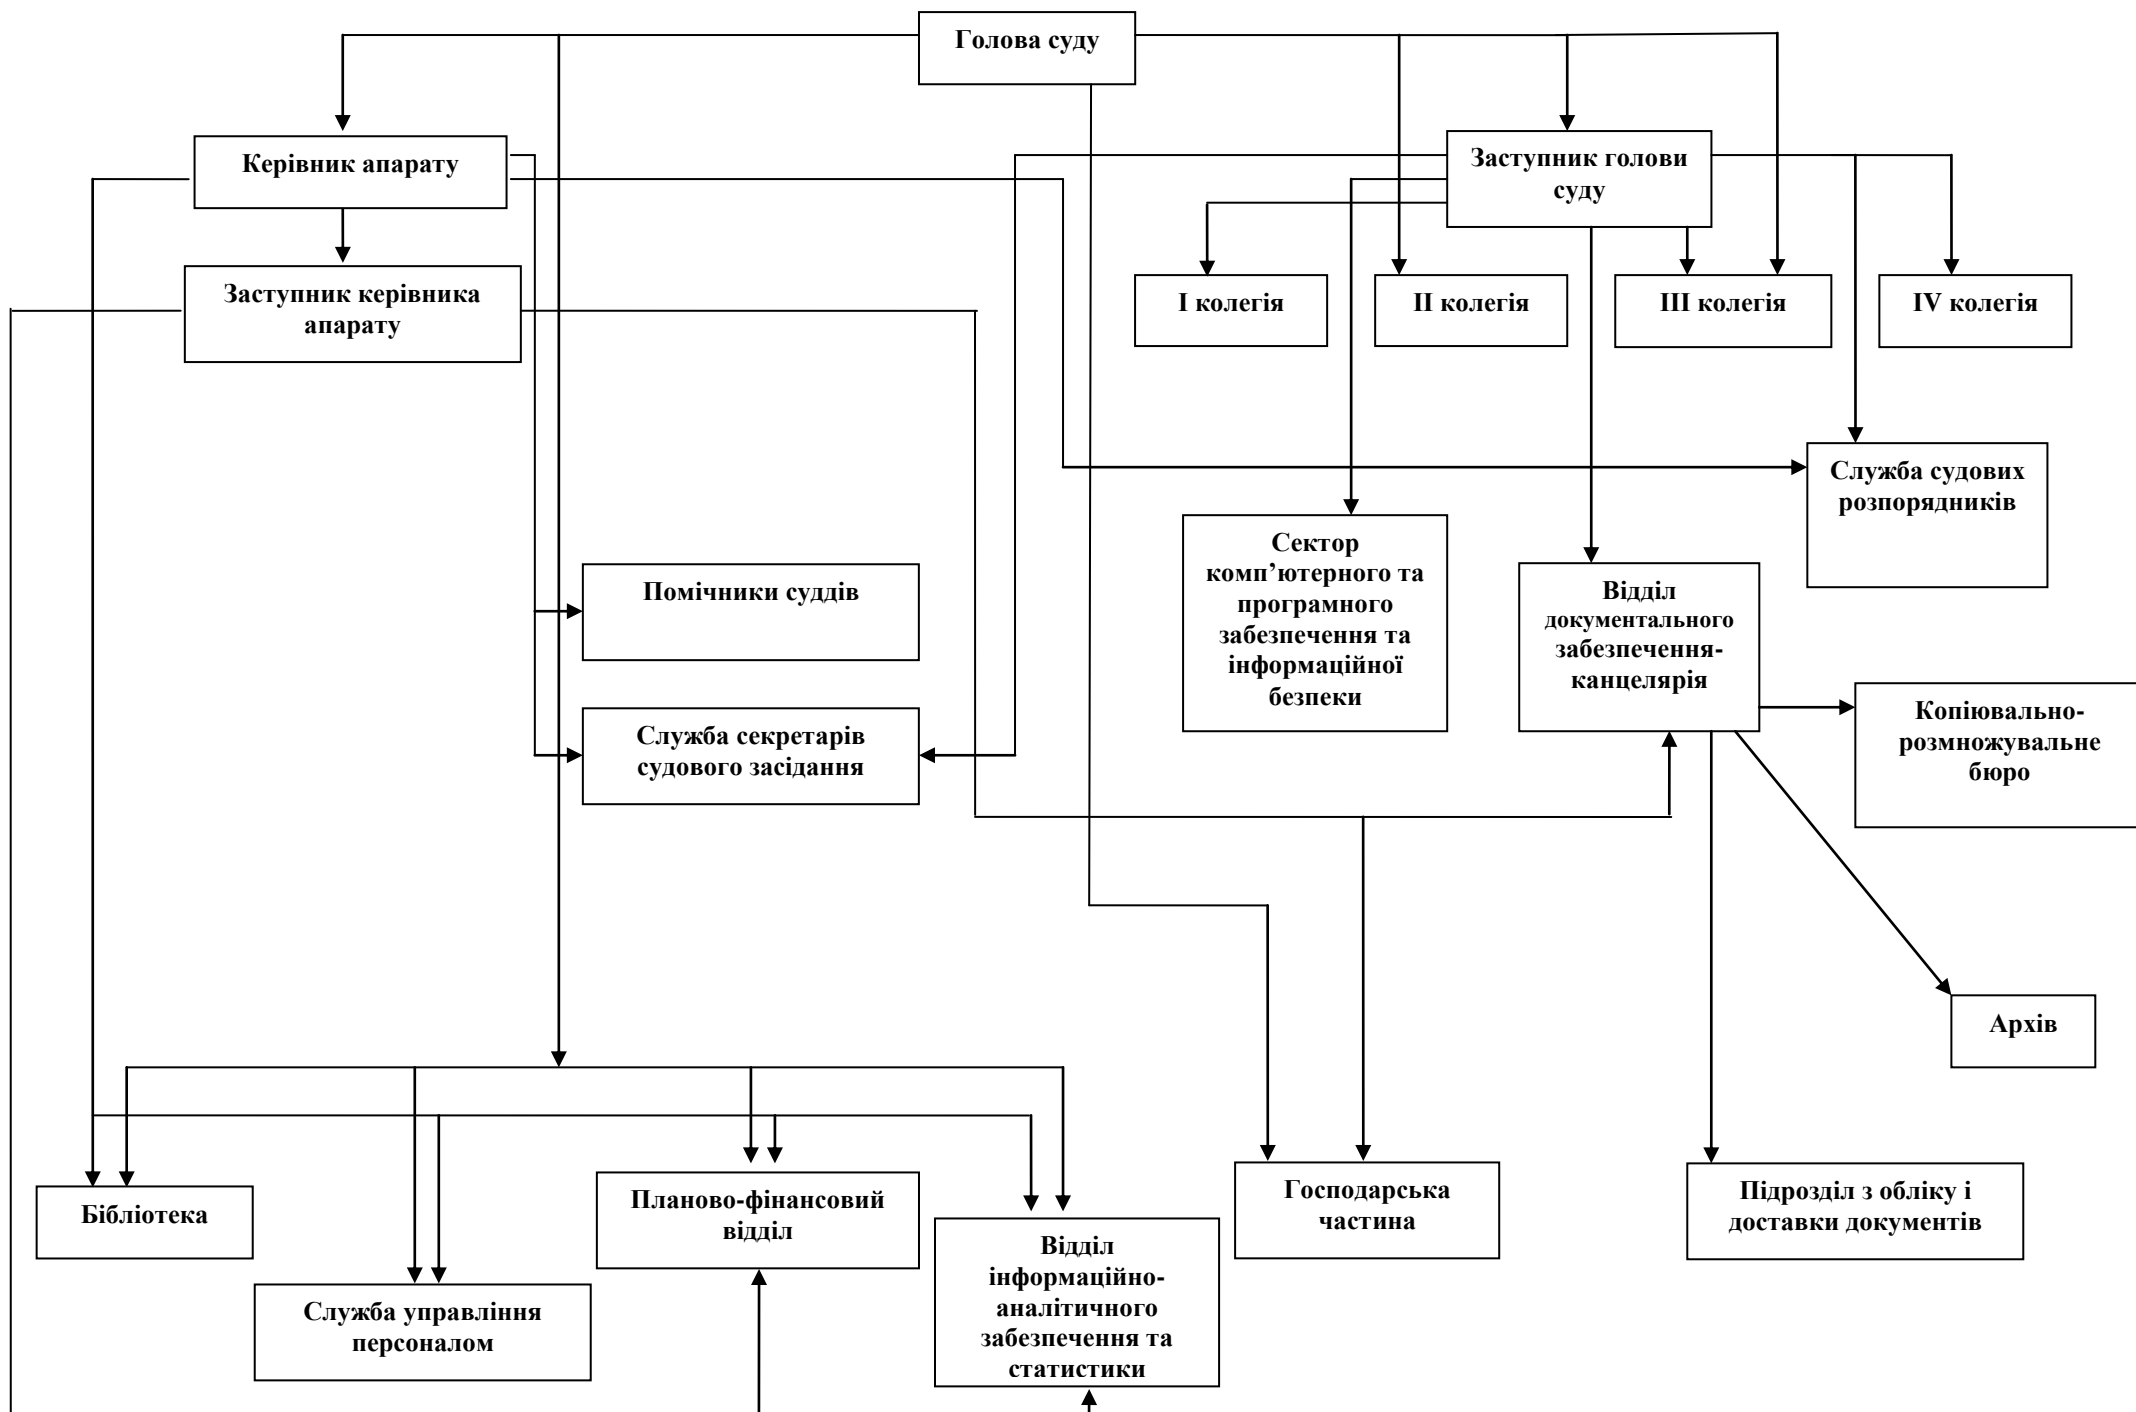 Голова суду
Керівник апарату
Заступник голови
суду
Заступник керівника
апарату
І колегія
ІІ колегія
ІІІ колегія
IV колегія
Служба судових
розпорядників
Сектор
комп’ютерного та
програмного
забезпечення та
інформаційної
безпеки
Відділ
документального
забезпечення-
канцелярія
Помічники суддів
Служба секретарів
судового засідання
Копіювально-
розмножувальне
бюро
Архів
Бібліотека
Планово-фінансовий
відділ
Господарська
частина
Підрозділ з обліку і
доставки документів
Відділ
інформаційно-
аналітичного
забезпечення та
статистики
Служба управління
персоналом